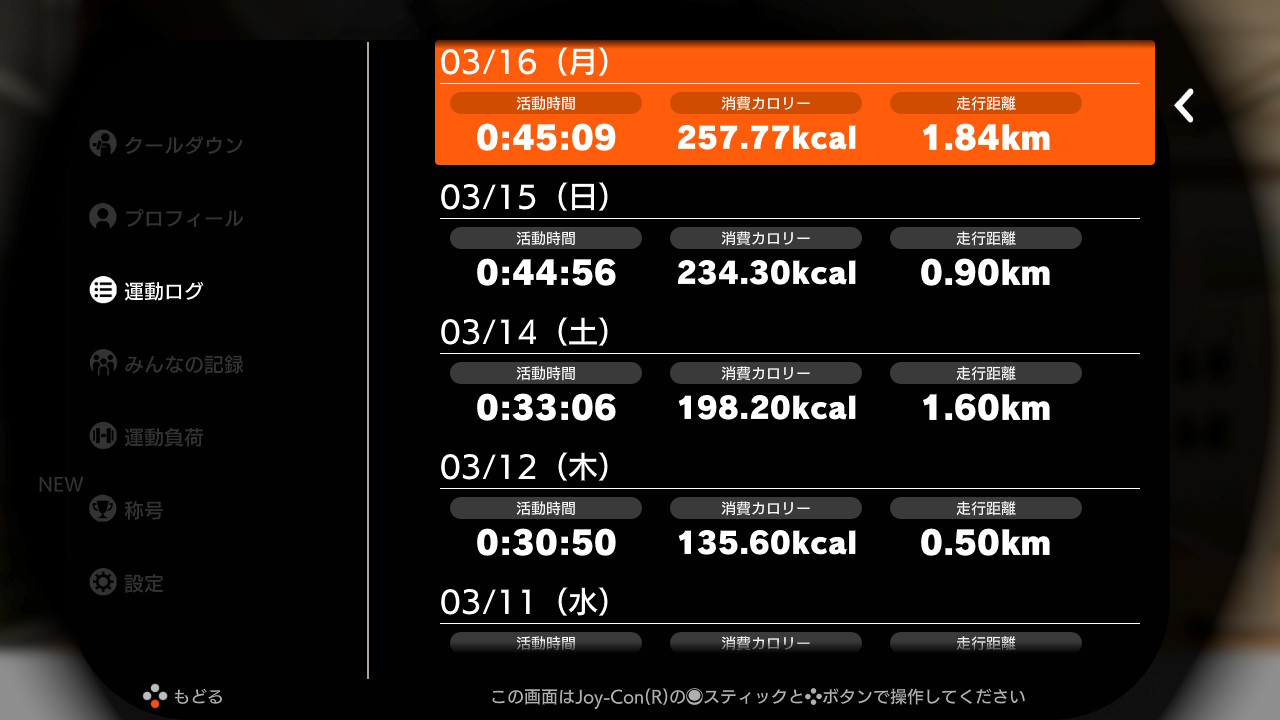 クールダウン
プロフィール
運動ログ
みんなの記録
運動負荷
NEW
称号
設定
03/16（月）
活動時間 消費カロリー 走行距離
0:45:09 257.77kcal 1.84km
03/15（日）
活動時間 消費カロリー 走行距離
0:44:56 234.30kcal 0.90km
03/14（土）
活動時間 消費カロリー 走行距離
0:33:06 198.20kcal 1.60km
03/12（木）
活動時間 消費カロリー 走行距離
0:30:50 135.60kcal 0.50km
03/11（水）
活動時間 消費カロリー 走行距離
もどる
この画面はJoy-Con(R)の◉スティックと✣ボタンで操作してください